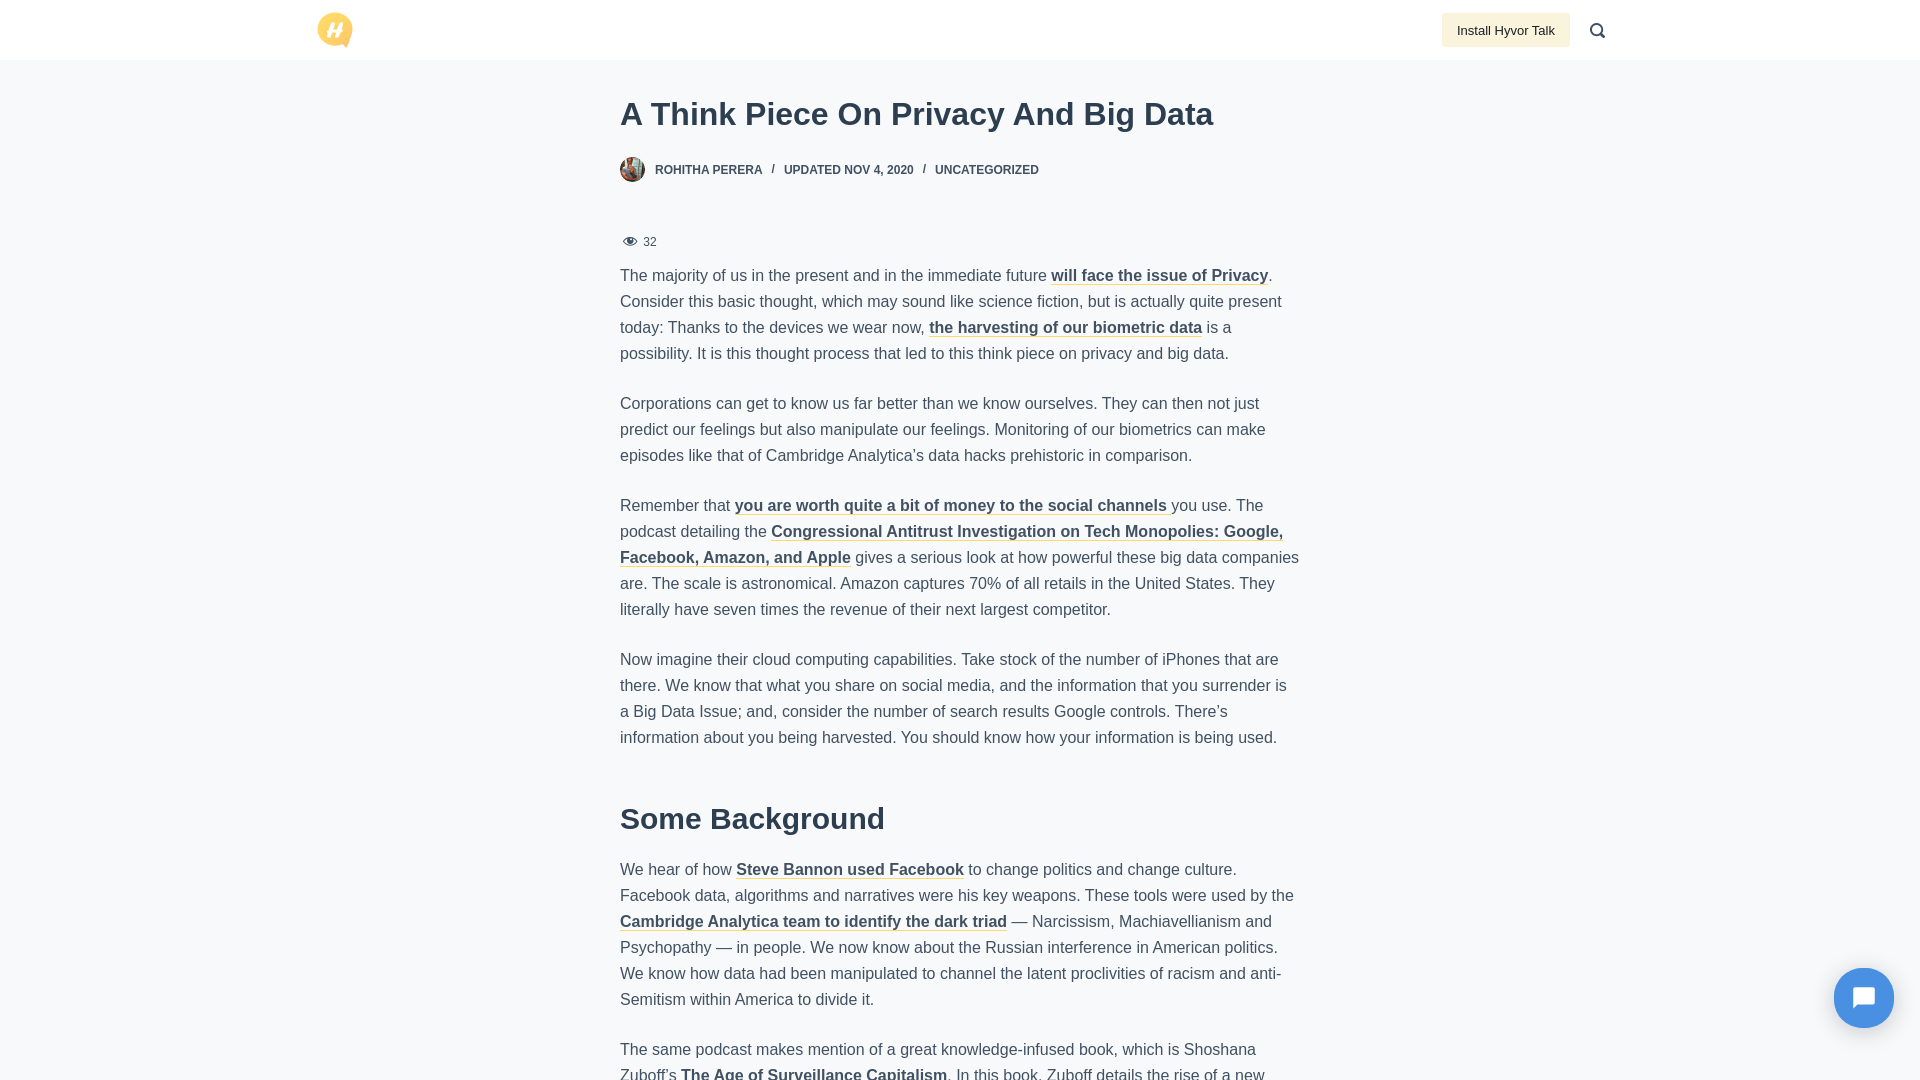 Install Hyvor Talk
A Think Piece On Privacy And Big Data
ROHITHA PERERA / UPDATED NOV 4, 2020 / UNCATEGORIZED
32
The majority of us in the present and in the immediate future will face the issue of Privacy.
Consider this basic thought, which may sound like science fiction, but is actually quite present
today: Thanks to the devices we wear now, the harvesting of our biometric data is a
possibility. It is this thought process that led to this think piece on privacy and big data.
Corporations can get to know us far better than we know ourselves. They can then not just
predict our feelings but also manipulate our feelings. Monitoring of our biometrics can make
episodes like that of Cambridge Analytica’s data hacks prehistoric in comparison.
Remember that you are worth quite a bit of money to the social channels you use. The
podcast detailing the Congressional Antitrust Investigation on Tech Monopolies: Google,
Facebook, Amazon, and Apple gives a serious look at how powerful these big data companies
are. The scale is astronomical. Amazon captures 70% of all retails in the United States. They
literally have seven times the revenue of their next largest competitor.
Now imagine their cloud computing capabilities. Take stock of the number of iPhones that are
there. We know that what you share on social media, and the information that you surrender is
a Big Data Issue; and, consider the number of search results Google controls. There’s
information about you being harvested. You should know how your information is being used.
Some Background
We hear of how Steve Bannon used Facebook to change politics and change culture.
Facebook data, algorithms and narratives were his key weapons. These tools were used by the
Cambridge Analytica team to identify the dark triad — Narcissism, Machiavellianism and
Psychopathy — in people. We now know about the Russian interference in American politics.
We know how data had been manipulated to channel the latent proclivities of racism and anti-
Semitism within America to divide it.
The same podcast makes mention of a great knowledge-infused book, which is Shoshana
Zuboff’s The Age of Surveillance Capitalism. In this book, Zuboff details the rise of a new